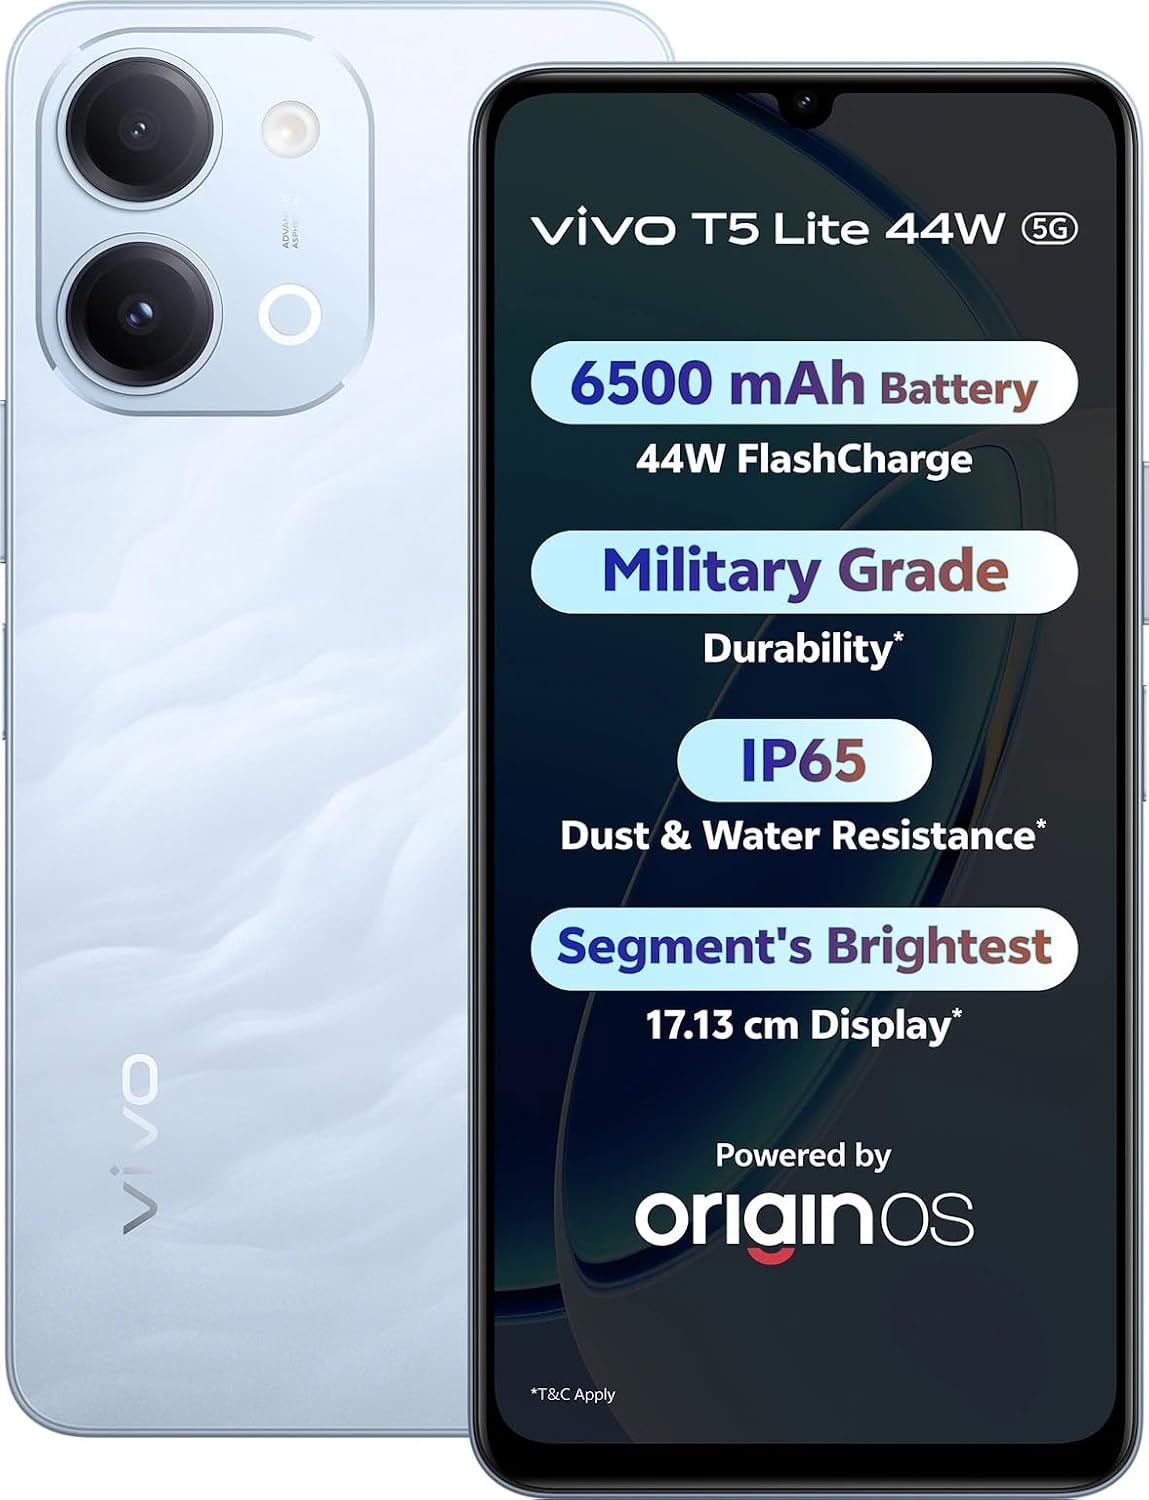 vivo T5 Lite 44W 5G
6500 mAh Battery
44W FlashCharge
Military Grade
Durability*
IP65
Dust & Water Resistance*
Segment's Brightest
17.13 cm Display*
Powered by
originOS
*T&C Apply
vivo